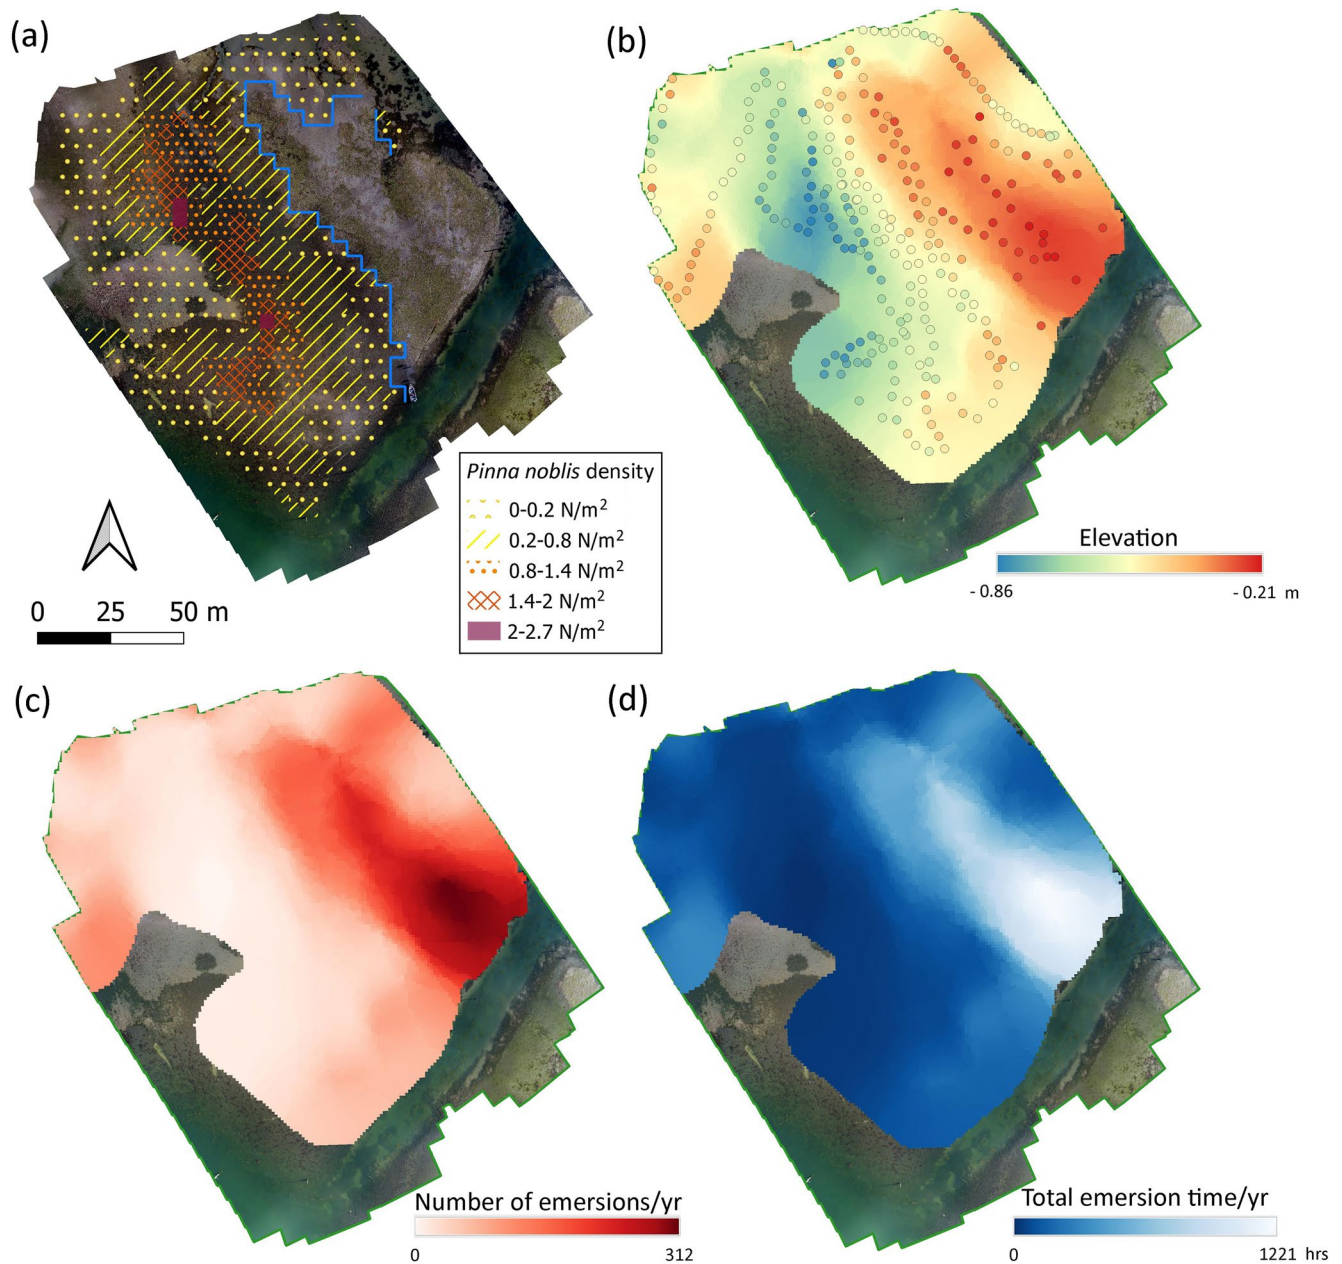 (a)
(b)
Pinna noblis density
0-0.2 N/m²
0.2-0.8 N/m²
0.8-1.4 N/m²
1.4-2 N/m²
2-2.7 N/m²
0 25 50 m
Elevation
- 0.86 - 0.21 m
(c)
(d)
Number of emersions/yr
0 312
Total emersion time/yr
0 1221 hrs